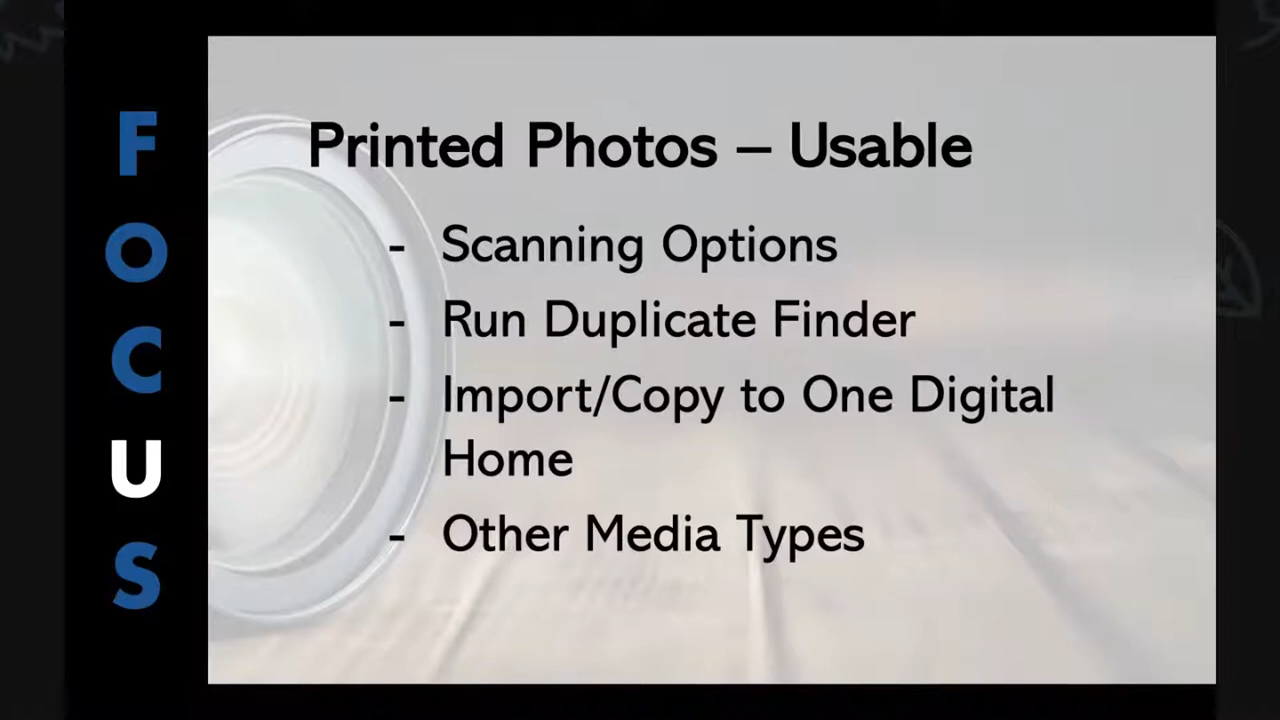 F
O
C
U
S
Printed Photos – Usable
- Scanning Options
- Run Duplicate Finder
- Import/Copy to One Digital
Home
- Other Media Types